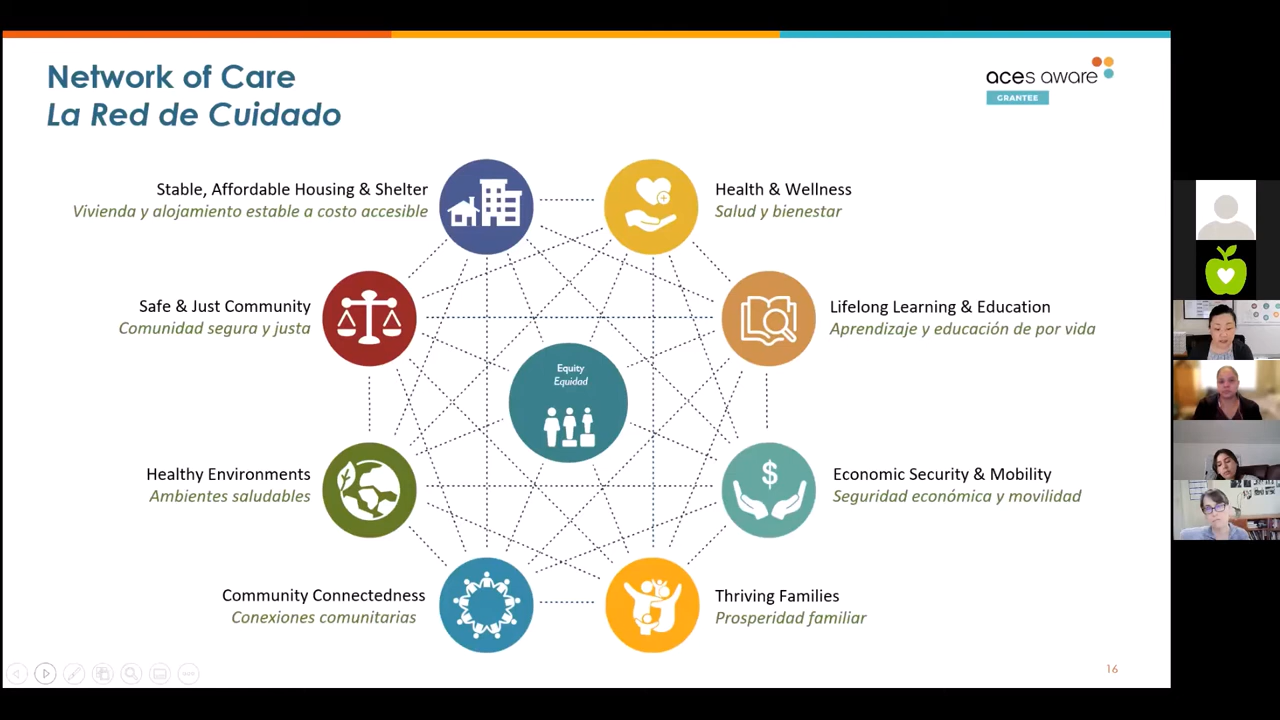 Network of Care
La Red de Cuidado
aces aware
GRANTEE
Stable, Affordable Housing & Shelter
Vivienda y alojamiento estable a costo accesible
Health & Wellness
Salud y bienestar
Safe & Just Community
Comunidad segura y justa
Lifelong Learning & Education
Aprendizaje y educación de por vida
Equity
Equidad
$
Healthy Environments
Ambientes saludables
Economic Security & Mobility
Seguridad económica y movilidad
Community Connectedness
Conexiones comunitarias
Thriving Families
Prosperidad familiar
16